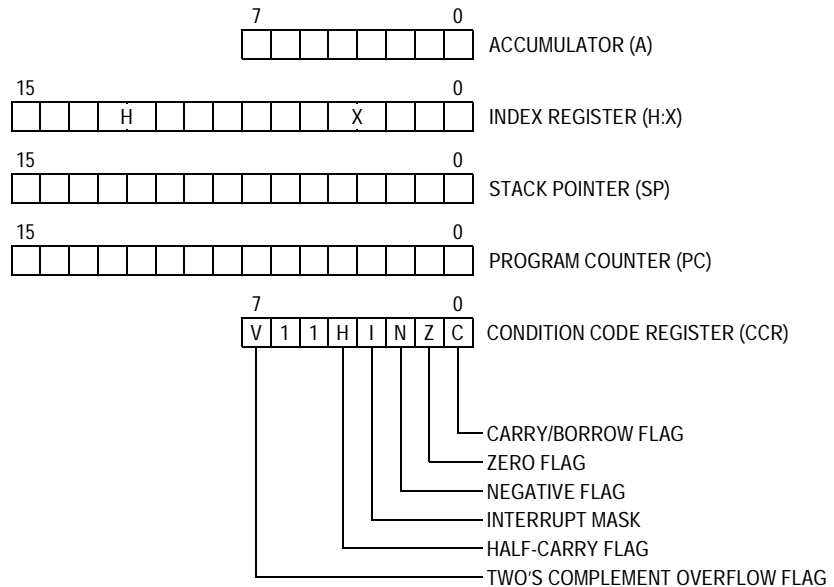 7 0
ACCUMULATOR (A)
15 0
H X INDEX REGISTER (H:X)
15 0
STACK POINTER (SP)
15 0
PROGRAM COUNTER (PC)
7 0
V 1 1 H I N Z C CONDITION CODE REGISTER (CCR)
CARRY/BORROW FLAG
ZERO FLAG
NEGATIVE FLAG
INTERRUPT MASK
HALF-CARRY FLAG
TWO'S COMPLEMENT OVERFLOW FLAG